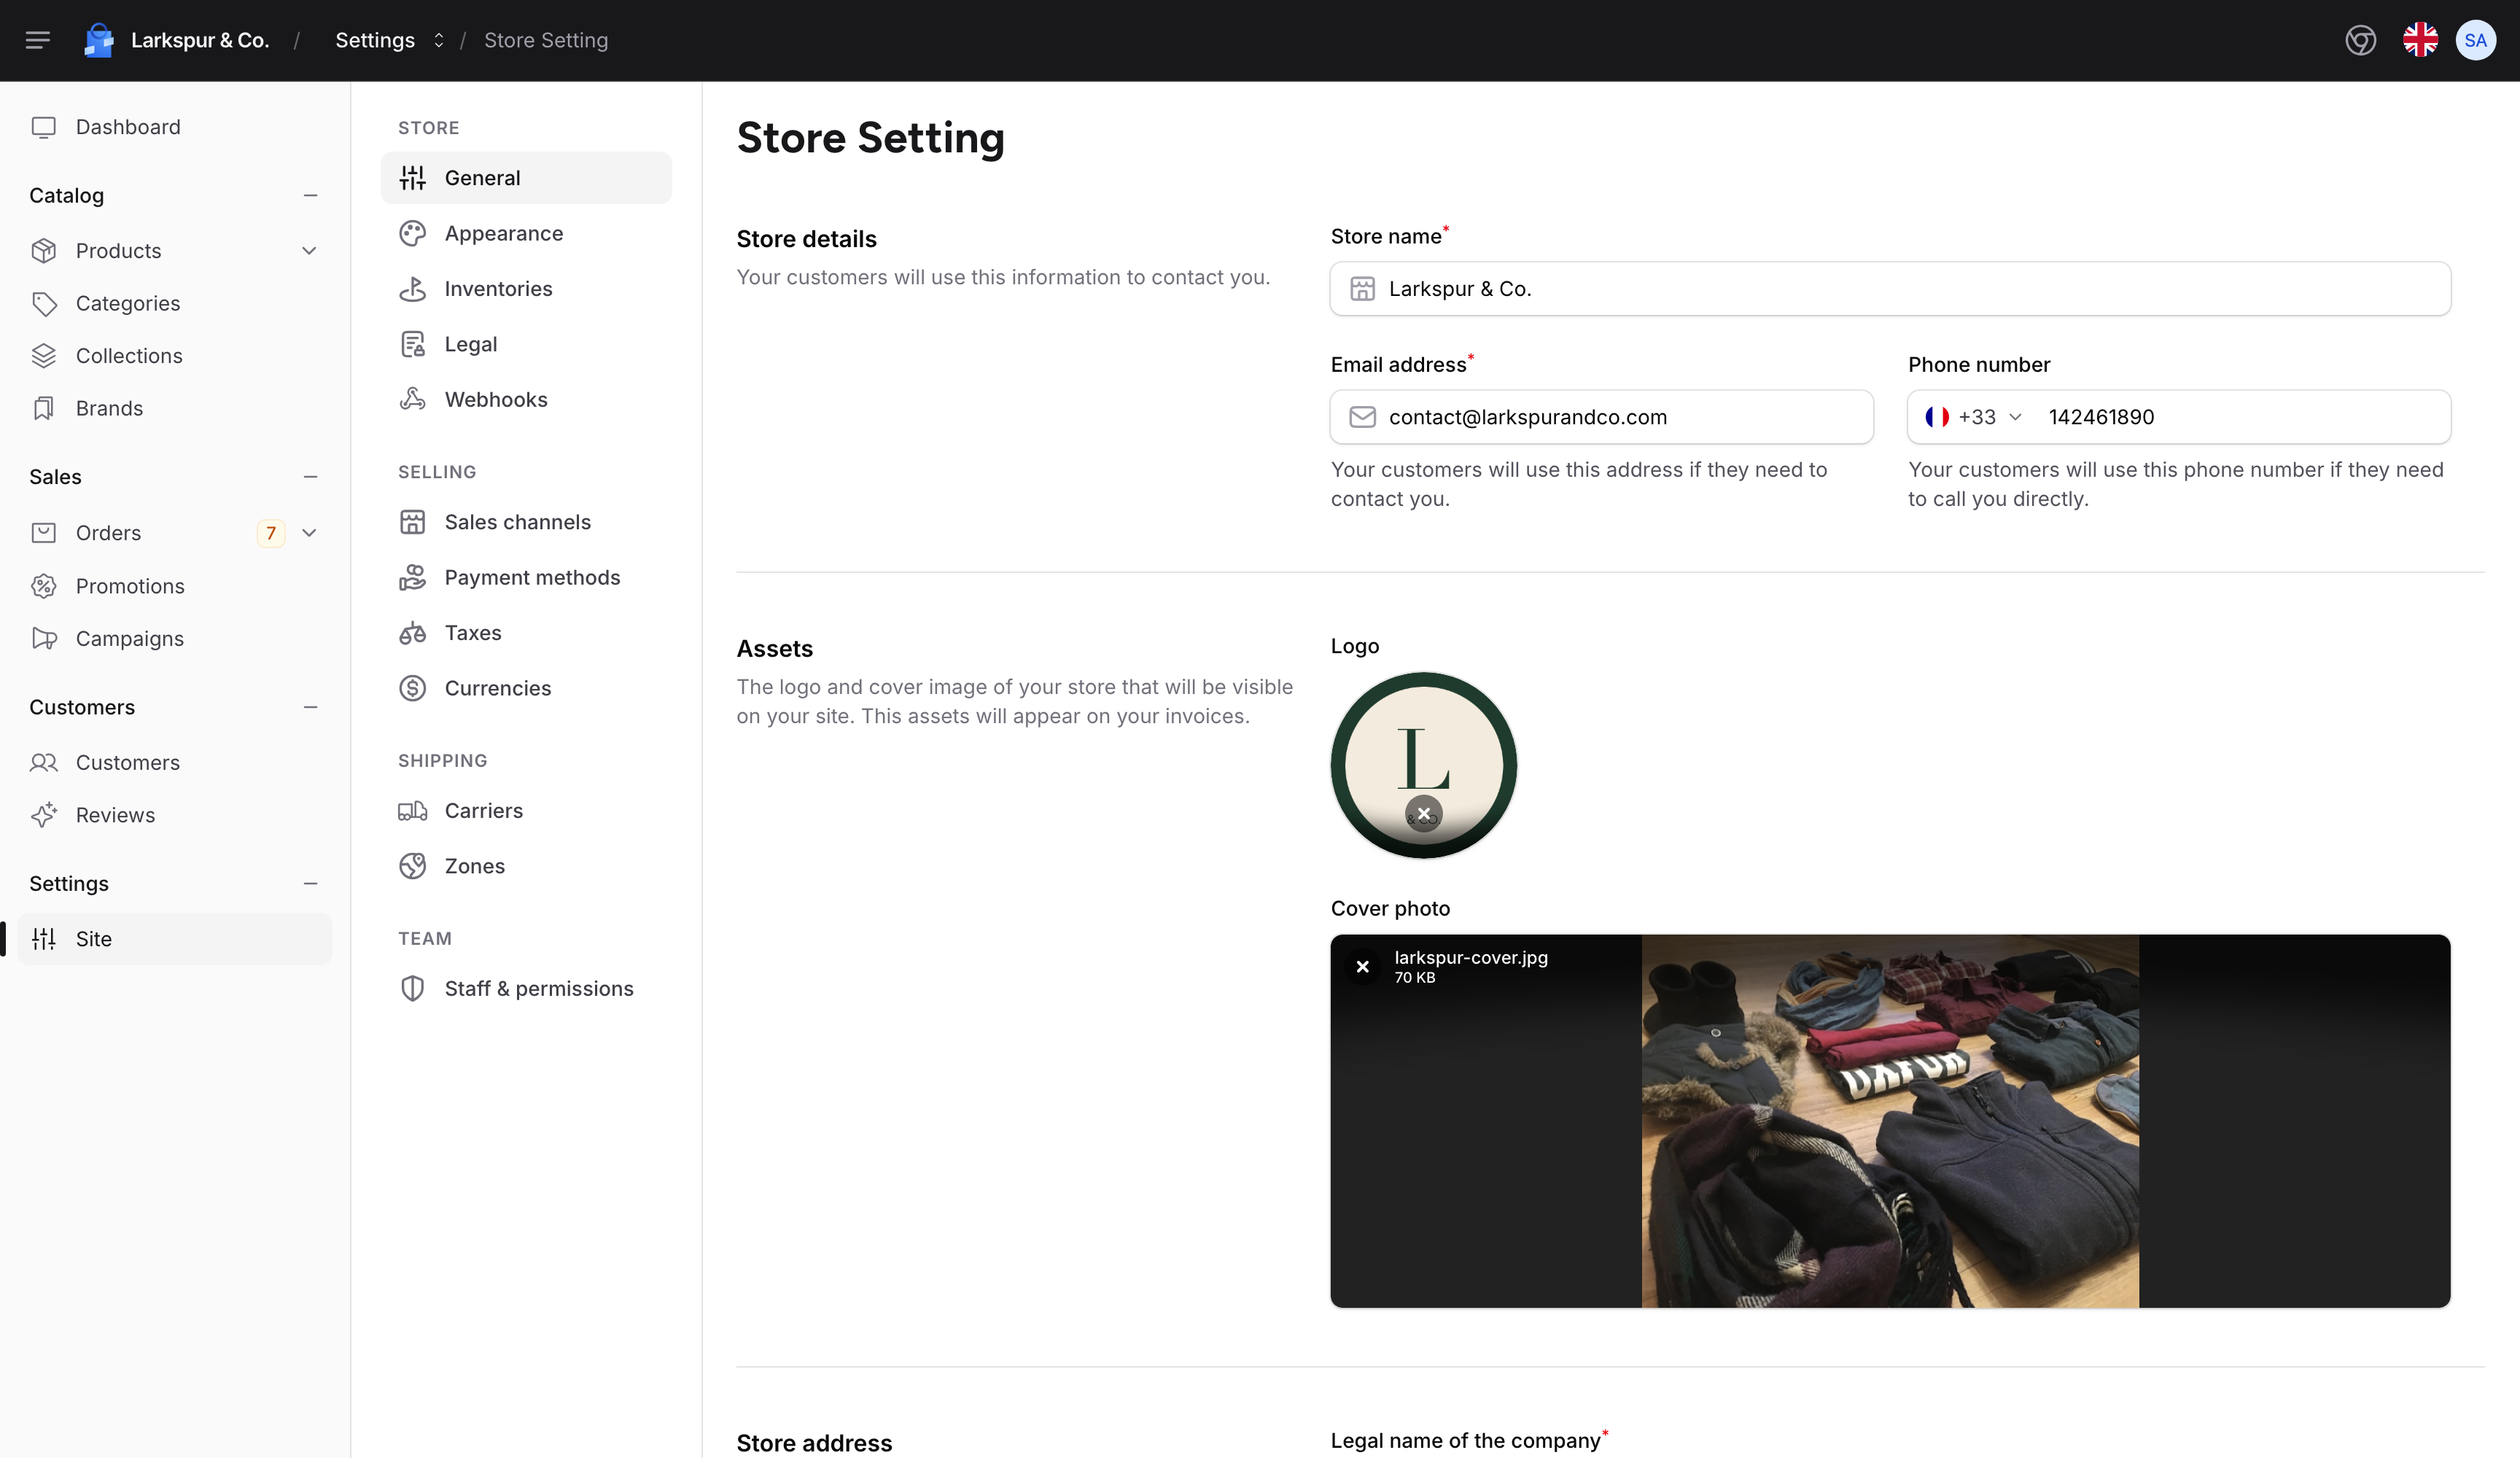 Larkspur & Co. / Settings / Store Setting
SA
Dashboard
Catalog
Products
Categories
Collections
Brands
Sales
Orders 7
Promotions
Campaigns
Customers
Customers
Reviews
Settings
Site
STORE
General
Appearance
Inventories
Legal
Webhooks
SELLING
Sales channels
Payment methods
Taxes
Currencies
SHIPPING
Carriers
Zones
TEAM
Staff & permissions
Store Setting
Store details
Your customers will use this information to contact you.
Store name*
Larkspur & Co.
Email address*
contact@larkspurandco.com
Your customers will use this address if they need to
contact you.
Phone number
+33 142461890
Your customers will use this phone number if they need
to call you directly.
Assets
The logo and cover image of your store that will be visible
on your site. This assets will appear on your invoices.
Logo
L
& CO.
Cover photo
larkspur-cover.jpg
70 KB
Store address
Legal name of the company*